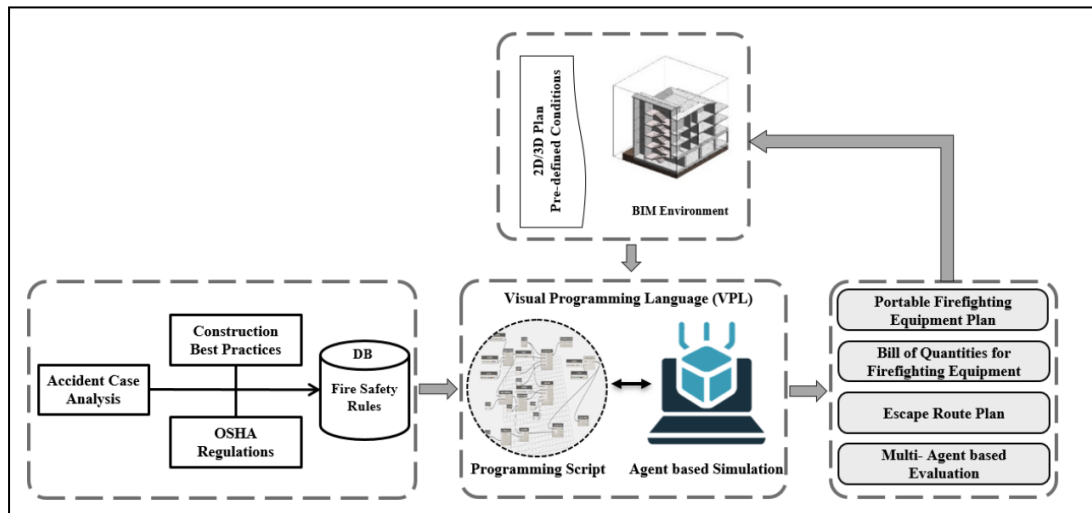 2D/3D Plan
Pre-defined Conditions
BIM Environment
Accident Case
Analysis
Construction
Best Practices
OSHA
Regulations
DB
Fire Safety
Rules
Visual Programming Language (VPL)
Programming Script
Agent based Simulation
Portable Firefighting
Equipment Plan
Bill of Quantities for
Firefighting Equipment
Escape Route Plan
Multi- Agent based
Evaluation